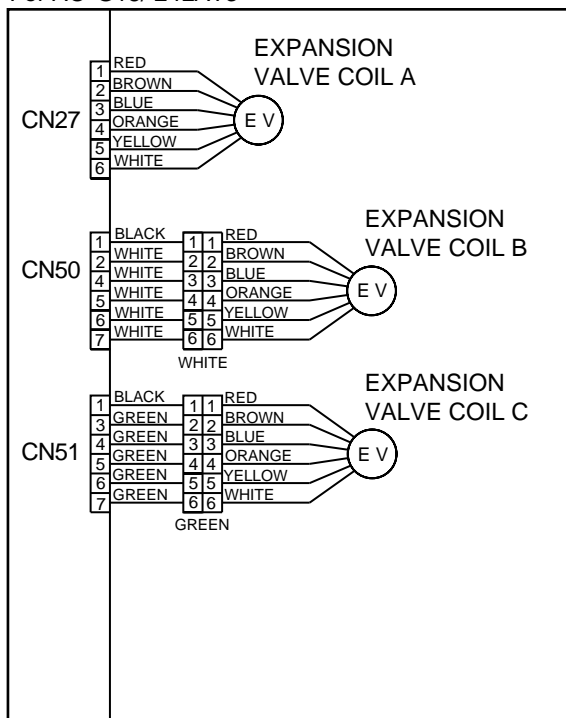 EXPANSION
VALVE COIL A
CN27
1 RED
2 BROWN
3 BLUE
4 ORANGE
5 YELLOW
6 WHITE
E V
EXPANSION
VALVE COIL B
CN50
1 BLACK 1 1 RED
2 WHITE 2 2 BROWN
4 WHITE 3 3 BLUE
5 WHITE 4 4 ORANGE
6 WHITE 5 5 YELLOW
7 WHITE 6 6 WHITE
E V
WHITE
EXPANSION
VALVE COIL C
CN51
1 BLACK 1 1 RED
3 GREEN 2 2 BROWN
4 GREEN 3 3 BLUE
5 GREEN 4 4 ORANGE
6 GREEN 5 5 YELLOW
7 GREEN 6 6 WHITE
E V
GREEN